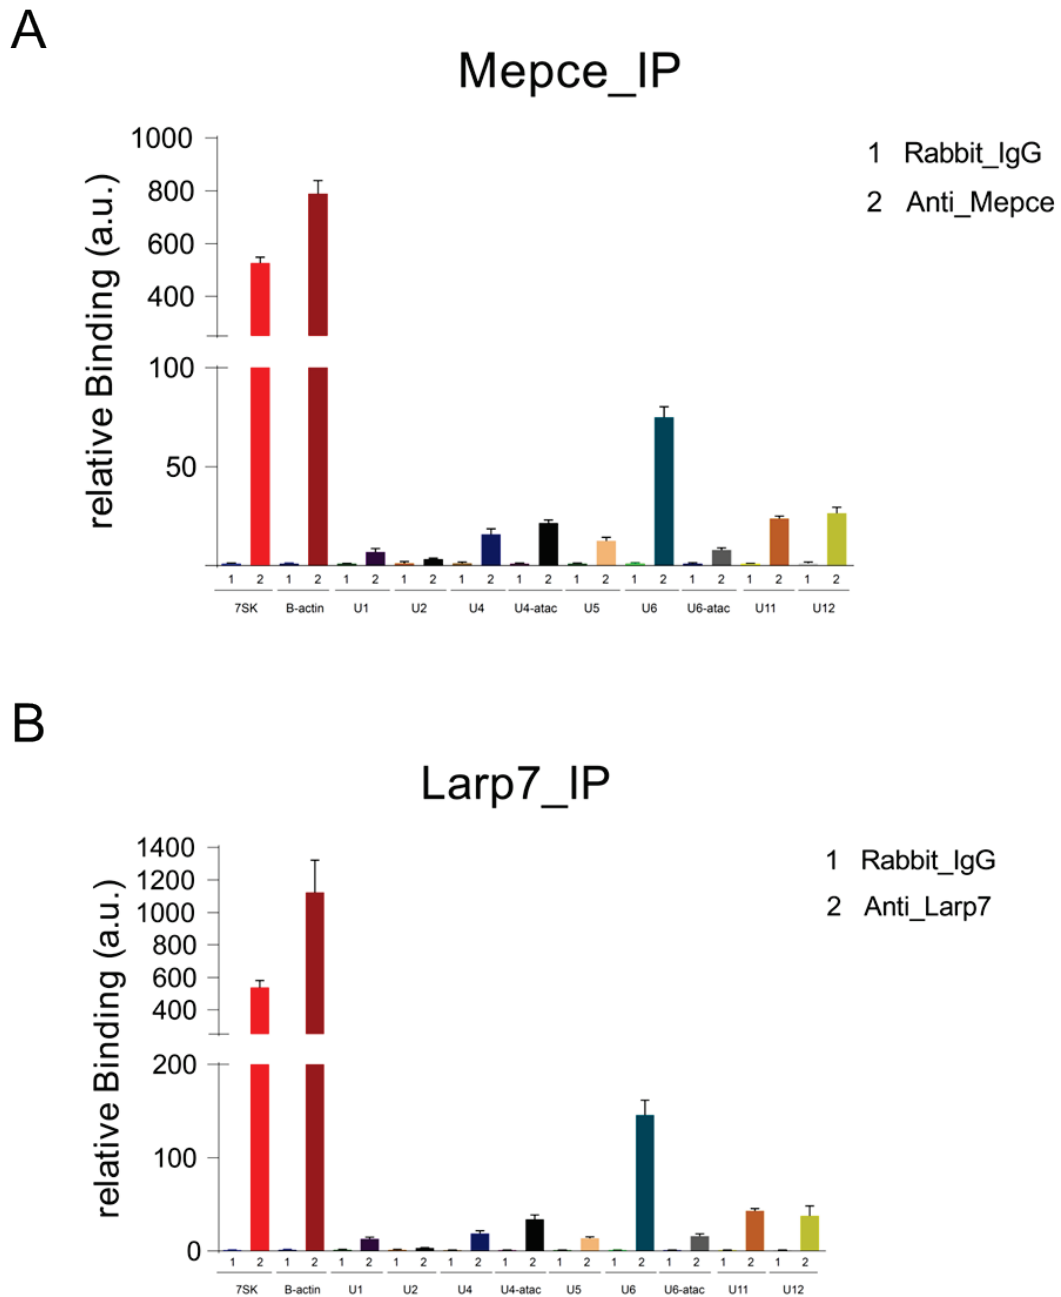 A
Mepce_IP
1 Rabbit_IgG
2 Anti_Mepce
relative Binding (a.u.)
1000
800
600
400
100
50
1 2 1 2 1 2 1 2 1 2 1 2 1 2 1 2 1 2 1 2 1 2
7SK B-actin U1 U2 U4 U4-atac U5 U6 U6-atac U11 U12
B
Larp7_IP
1 Rabbit_IgG
2 Anti_Larp7
relative Binding (a.u.)
1400
1200
1000
800
600
400
200
100
0
1 2 1 2 1 2 1 2 1 2 1 2 1 2 1 2 1 2 1 2 1 2
7SK B-actin U1 U2 U4 U4-atac U5 U6 U6-atac U11 U12